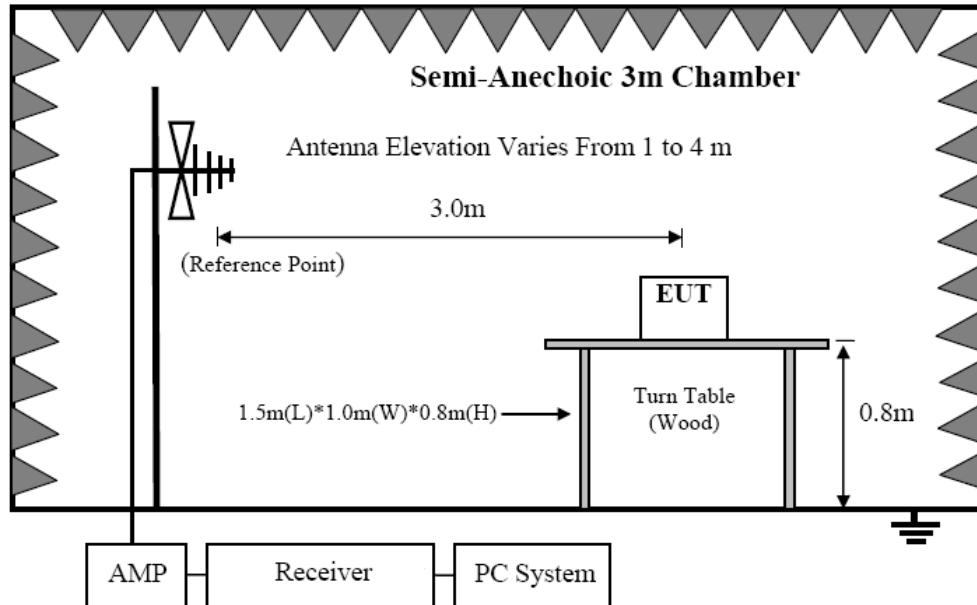 Semi-Anechoic 3m Chamber
Antenna Elevation Varies From 1 to 4 m
3.0m
(Reference Point)
EUT
1.5m(L)*1.0m(W)*0.8m(H)
Turn Table
(Wood)
0.8m
AMP
Receiver
PC System